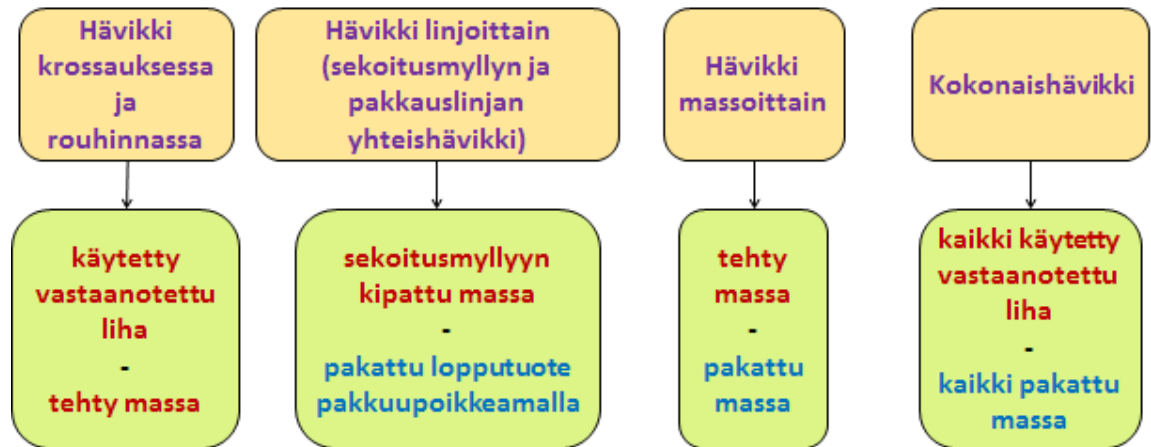 Hävikki
krossauksessa
ja
rouhinnassa
Hävikki linjoittain
(sekoitusmyllyn ja
pakkauslinjan
yhteishävikki)
Hävikki
massoittain
Kokonaishävikki
käytetty
vastaanotettu
liha
-
tehty massa
sekoitusmyllyyn
kipattu massa
-
pakattu lopputuote
pakkuupoikkeamalla
tehty
massa
-
pakattu
massa
kaikki käytetty
vastaanotettu
liha
-
kaikki pakattu
massa